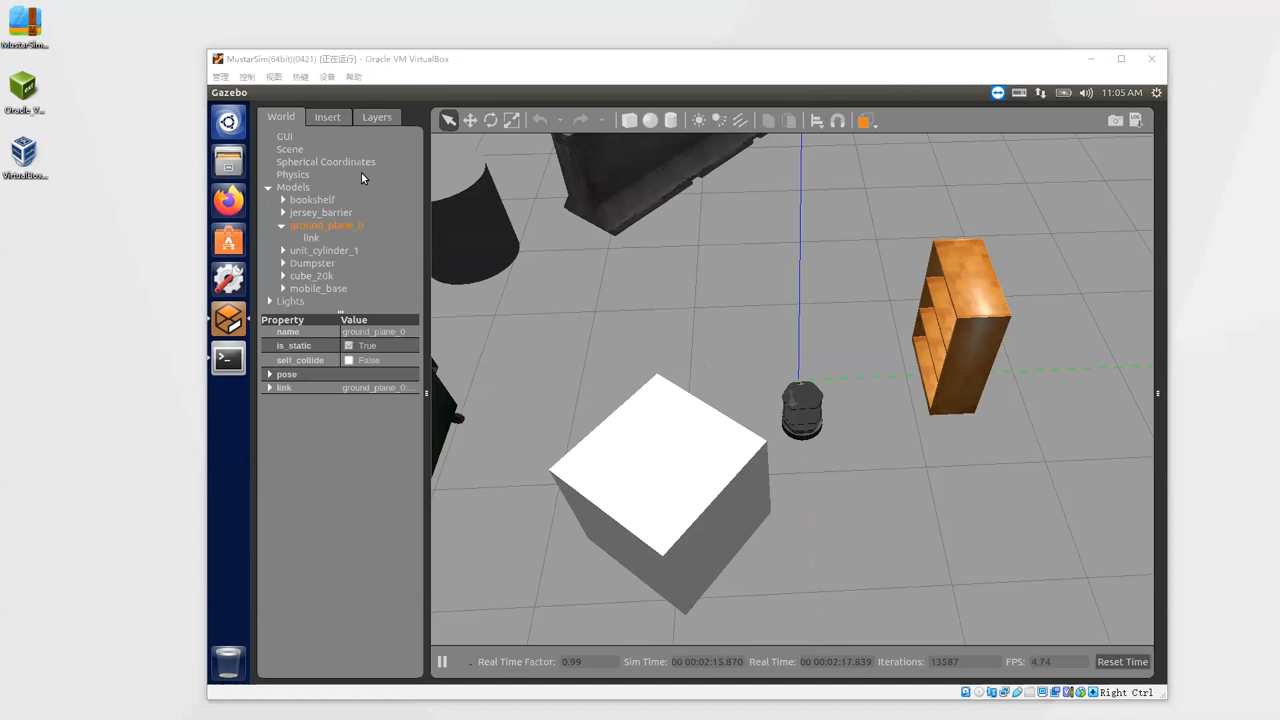 MustarSim...
Oracle_V...
VirtualBox...
MustarSim(64bit)(0421) [正在运行] - Oracle VM VirtualBox
管理 控制 视图 热键 设备 帮助
Gazebo
11:05 AM
World Insert Layers
GUI
Scene
Spherical Coordinates
Physics
Models
bookshelf
jersey_barrier
ground_plane_0
link
unit_cylinder_1
Dumpster
cube_20k
mobile_base
Lights
Property Value
name ground_plane_0
is_static True
self_collide False
pose
link ground_plane_0:...
Real Time Factor: 0.99 Sim Time: 00 00:02:15.870 Real Time: 00 00:02:17.839 Iterations: 13587 FPS: 4.74 Reset Time
Right Ctrl